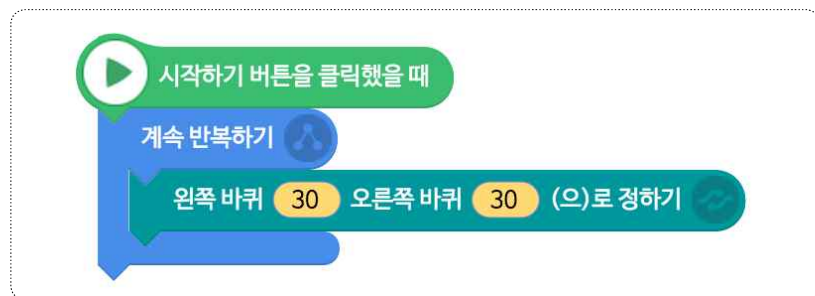 시작하기 버튼을 클릭했을 때
계속 반복하기
왼쪽 바퀴 30 오른쪽 바퀴 30 (으)로 정하기